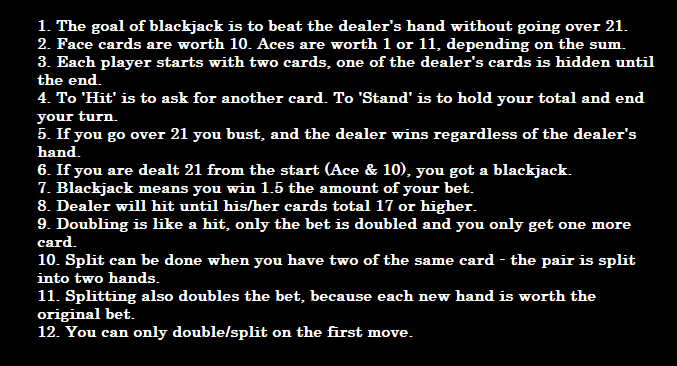 1. The goal of blackjack is to beat the dealer's hand without going over 21.
2. Face cards are worth 10. Aces are worth 1 or 11, depending on the sum.
3. Each player starts with two cards, one of the dealer's cards is hidden until
the end.
4. To 'Hit' is to ask for another card. To 'Stand' is to hold your total and end
your turn.
5. If you go over 21 you bust, and the dealer wins regardless of the dealer's
hand.
6. If you are dealt 21 from the start (Ace & 10), you got a blackjack.
7. Blackjack means you win 1.5 the amount of your bet.
8. Dealer will hit until his/her cards total 17 or higher.
9. Doubling is like a hit, only the bet is doubled and you only get one more
card.
10. Split can be done when you have two of the same card - the pair is split
into two hands.
11. Splitting also doubles the bet, because each new hand is worth the
original bet.
12. You can only double/split on the first move.